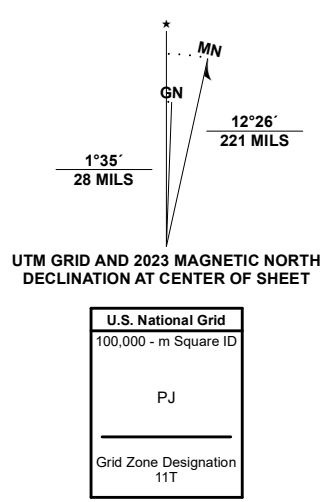 ★
MN
GN
12°26´
221 MILS
1°35´
28 MILS
UTM GRID AND 2023 MAGNETIC NORTH
DECLINATION AT CENTER OF SHEET
U.S. National Grid
100,000 - m Square ID
PJ
Grid Zone Designation
11T